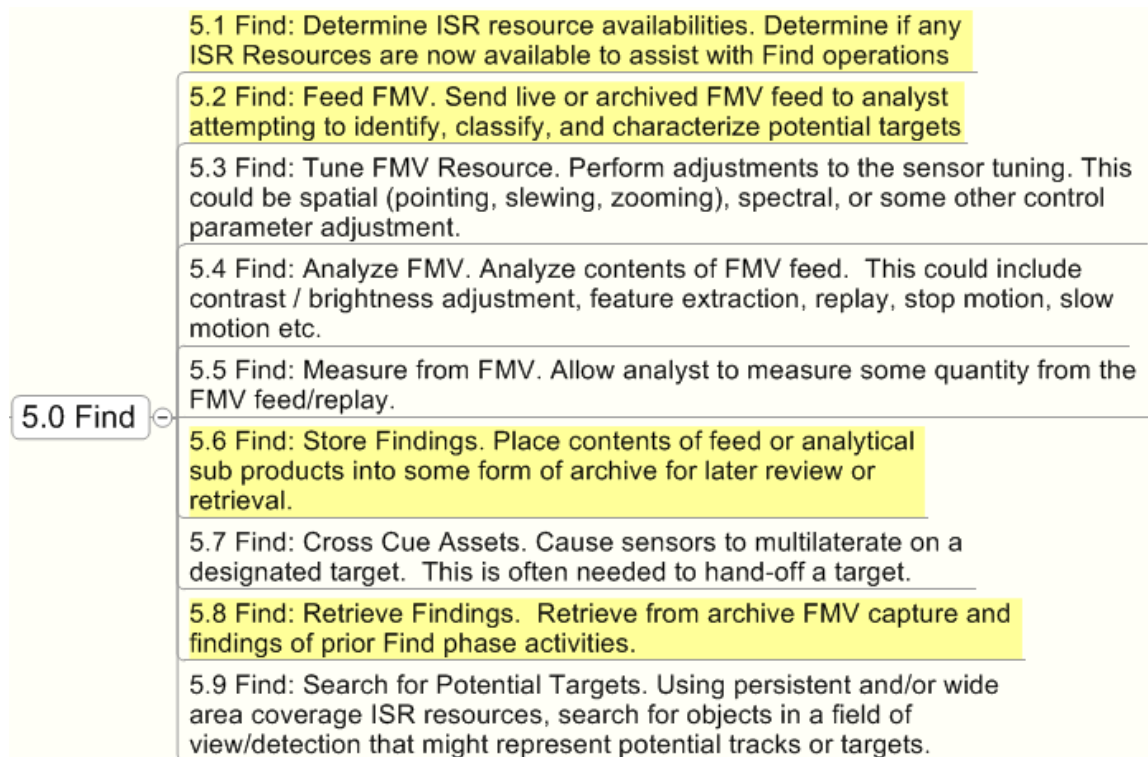 5.1 Find: Determine ISR resource availabilities. Determine if any
ISR Resources are now available to assist with Find operations
5.2 Find: Feed FMV. Send live or archived FMV feed to analyst
attempting to identify, classify, and characterize potential targets
5.3 Find: Tune FMV Resource. Perform adjustments to the sensor tuning. This
could be spatial (pointing, slewing, zooming), spectral, or some other control
parameter adjustment.
5.4 Find: Analyze FMV. Analyze contents of FMV feed.  This could include
contrast / brightness adjustment, feature extraction, replay, stop motion, slow
motion etc.
5.5 Find: Measure from FMV. Allow analyst to measure some quantity from the
FMV feed/replay.
5.0 Find
5.6 Find: Store Findings. Place contents of feed or analytical
sub products into some form of archive for later review or
retrieval.
5.7 Find: Cross Cue Assets. Cause sensors to multilaterate on a
designated target.  This is often needed to hand-off a target.
5.8 Find: Retrieve Findings.  Retrieve from archive FMV capture and
findings of prior Find phase activities.
5.9 Find: Search for Potential Targets. Using persistent and/or wide
area coverage ISR resources, search for objects in a field of
view/detection that might represent potential tracks or targets.